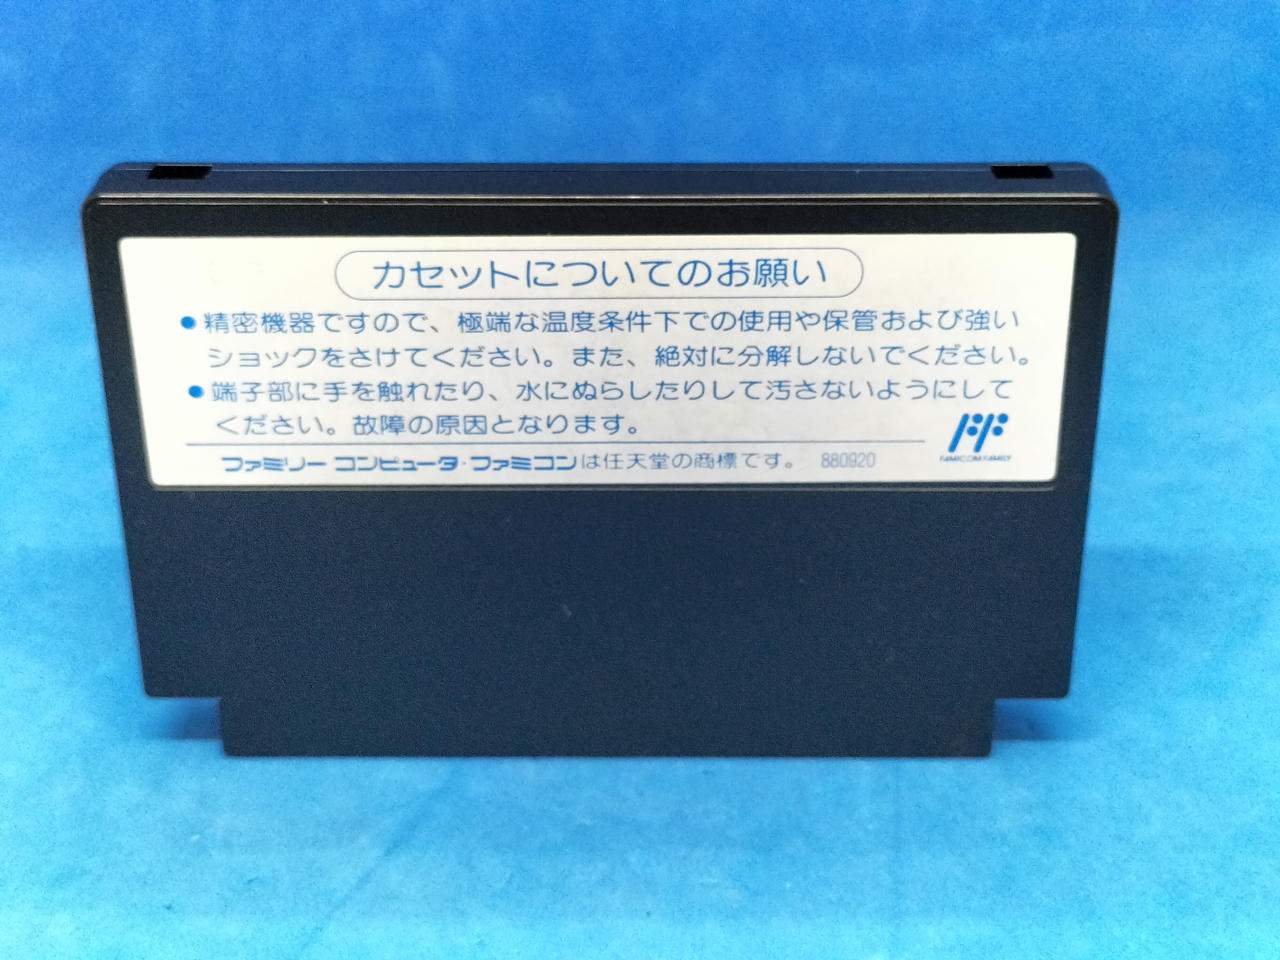 カセットについてのお願い
●精密機器ですので、極端な温度条件下での使用や保管および強い
ショックをさけてください。また、絶対に分解しないでください。
●端子部に手を触れたり、水にぬらしたりして汚さないようにして
ください。故障の原因となります。
ファミリーコンピュータ・ファミコンは任天堂の商標です。 880920
FF
FAMICOM FAMILY